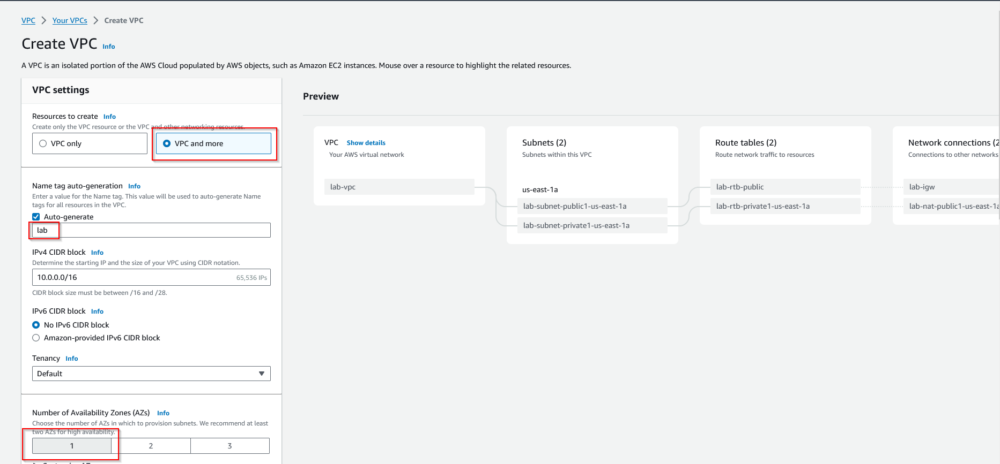 VPC > Your VPCs > Create VPC
Create VPC Info
A VPC is an isolated portion of the AWS Cloud populated by AWS objects, such as Amazon EC2 instances. Mouse over a resource to highlight the related resources.
VPC settings
Resources to create Info
Create only the VPC resource or the VPC and other networking resources.
VPC only
VPC and more
Name tag auto-generation Info
Enter a value for the Name tag. This value will be used to auto-generate Name
tags for all resources in the VPC.
Auto-generate
lab
IPv4 CIDR block Info
Determine the starting IP and the size of your VPC using CIDR notation.
10.0.0.0/16 65,536 IPs
CIDR block size must be between /16 and /28.
IPv6 CIDR block Info
No IPv6 CIDR block
Amazon-provided IPv6 CIDR block
Tenancy Info
Default
Number of Availability Zones (AZs) Info
Choose the number of AZs in which to provision subnets. We recommend at least
two AZs for high availability.
1 2 3
Preview
VPC Show details
Your AWS virtual network
lab-vpc
Subnets (2)
Subnets within this VPC
us-east-1a
lab-subnet-public1-us-east-1a
lab-subnet-private1-us-east-1a
Route tables (2)
Route network traffic to resources
lab-rtb-public
lab-rtb-private1-us-east-1a
Network connections (2
Connections to other networks
lab-igw
lab-nat-public1-us-east-1a